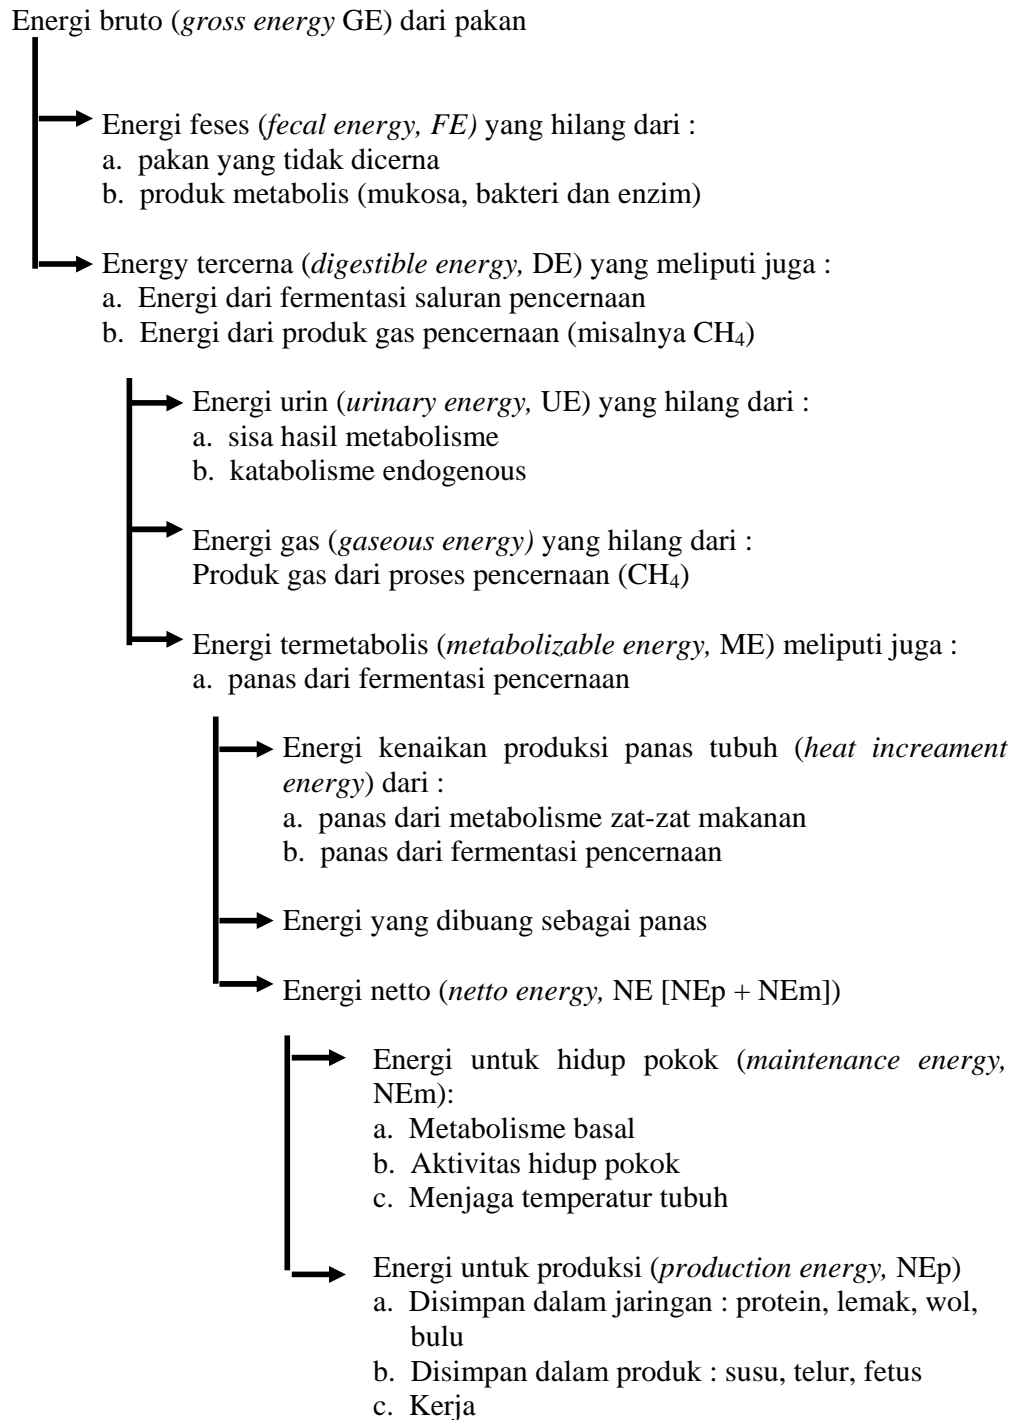 Energi bruto (gross energy GE) dari pakan
Energi feses (fecal energy, FE) yang hilang dari :
a. pakan yang tidak dicerna
b. produk metabolis (mukosa, bakteri dan enzim)
Energy tercerna (digestible energy, DE) yang meliputi juga :
a. Energi dari fermentasi saluran pencernaan
b. Energi dari produk gas pencernaan (misalnya CH₄)
Energi urin (urinary energy, UE) yang hilang dari :
a. sisa hasil metabolisme
b. katabolisme endogenous
Energi gas (gaseous energy) yang hilang dari :
Produk gas dari proses pencernaan (CH₄)
Energi termetabolis (metabolizable energy, ME) meliputi juga :
a. panas dari fermentasi pencernaan
Energi kenaikan produksi panas tubuh (heat increament
energy) dari :
a. panas dari metabolisme zat-zat makanan
b. panas dari fermentasi pencernaan
Energi yang dibuang sebagai panas
Energi netto (netto energy, NE [NEp + NEm])
Energi untuk hidup pokok (maintenance energy,
NEm):
a. Metabolisme basal
b. Aktivitas hidup pokok
c. Menjaga temperatur tubuh
Energi untuk produksi (production energy, NEp)
a. Disimpan dalam jaringan : protein, lemak, wol,
bulu
b. Disimpan dalam produk : susu, telur, fetus
c. Kerja